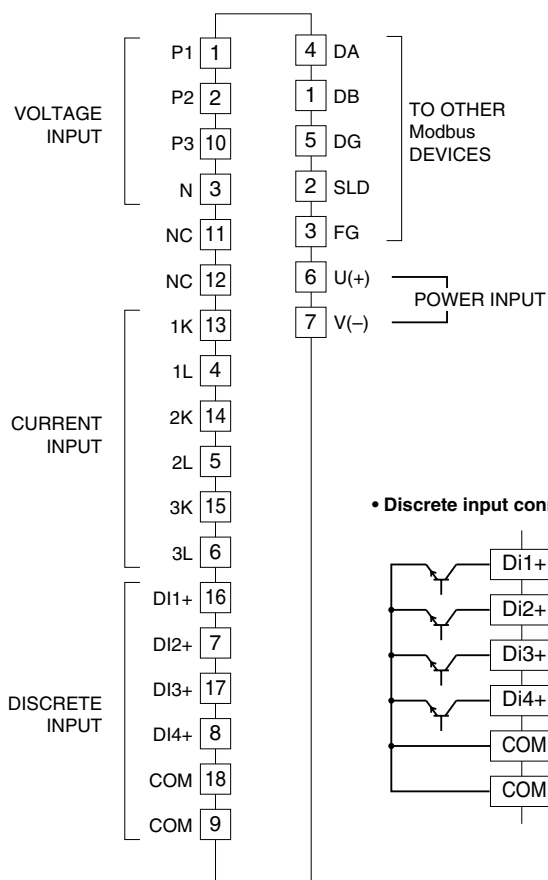 VOLTAGE
INPUT
P1 1
P2 2
P3 10
N 3
NC 11
NC 12
CURRENT
INPUT
1K 13
1L 4
2K 14
2L 5
3K 15
3L 6
DISCRETE
INPUT
DI1+ 16
DI2+ 7
DI3+ 17
DI4+ 8
COM 18
COM 9
4 DA
1 DB
5 DG
2 SLD
3 FG
TO OTHER
Modbus
DEVICES
6 U(+)
7 V(–)
POWER INPUT
• Discrete input con
Di1+
Di2+
Di3+
Di4+
COM
COM